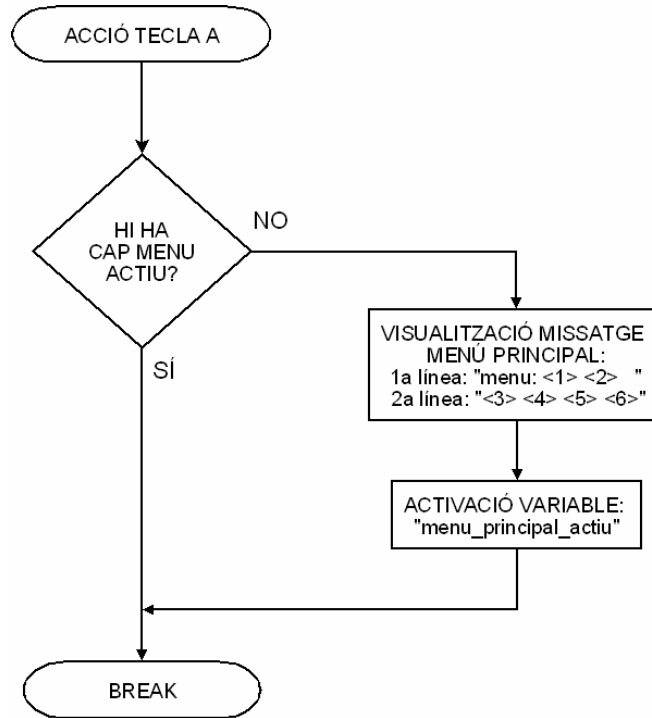 ACCIÓ TECLA A
HI HA
CAP MENU
ACTIU?
NO
SÍ
VISUALITZACIÓ MISSATGE
MENÚ PRINCIPAL:
1a línea: "menu: <1> <2>   "
2a línea: "<3> <4> <5> <6>"
ACTIVACIÓ VARIABLE:
"menu_principal_actiu"
BREAK